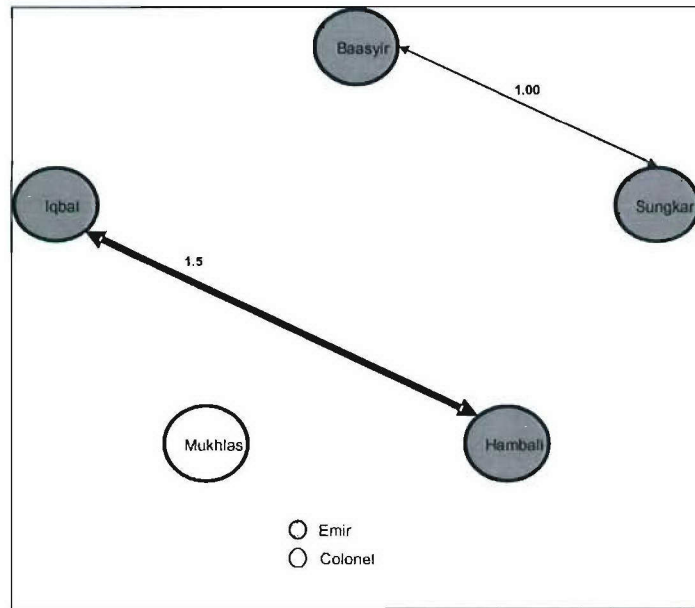 Baasyir
1.00
Iqbal
Sungkar
1.5
Mukhlas
Hambali
Emir
Colonel